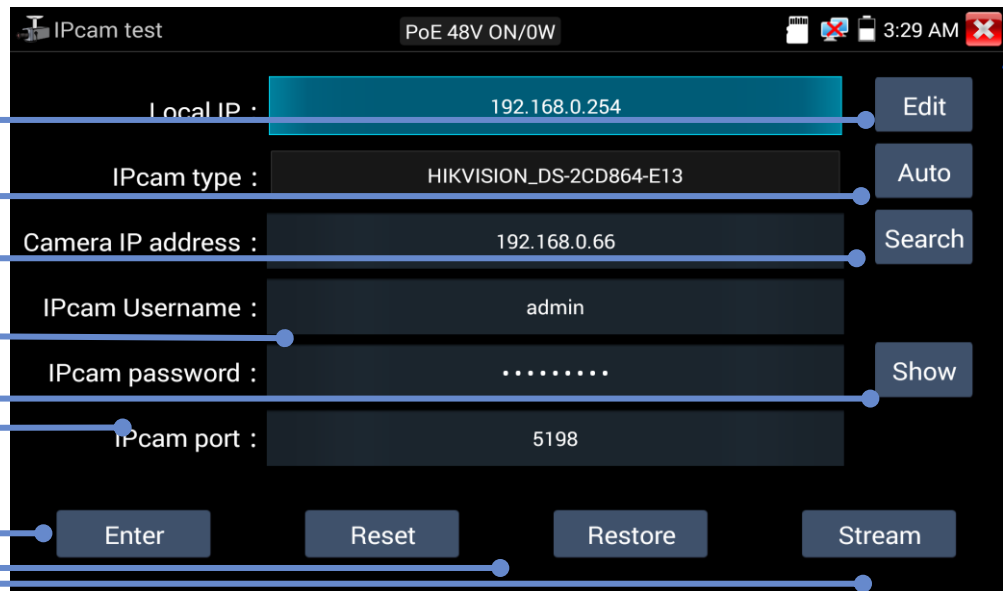 IPcam test PoE 48V ON/0W 3:29 AM
Local IP : 192.168.0.254 Edit
IPcam type : HIKVISION_DS-2CD864-E13 Auto
Camera IP address : 192.168.0.66 Search
IPcam Username : admin
IPcam password : ········· Show
IPcam port : 5198
Enter Reset Restore Stream